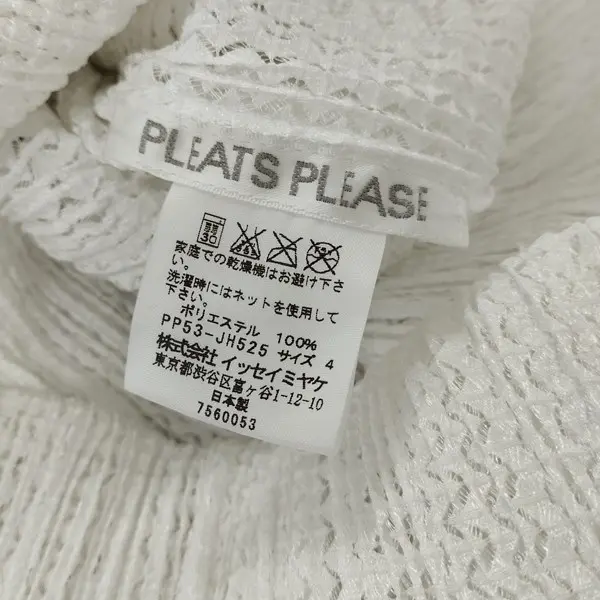 PLEATS PLEASE
弱 30
家庭での乾燥機はお避け下さ
い。
洗濯時にはネットを使用して
下さい。
ポリエステル 100%
PP53-JH525 サイズ 4
株式会社 イッセイミヤケ
東京都渋谷区富ヶ谷1-12-10
日本製
7560053